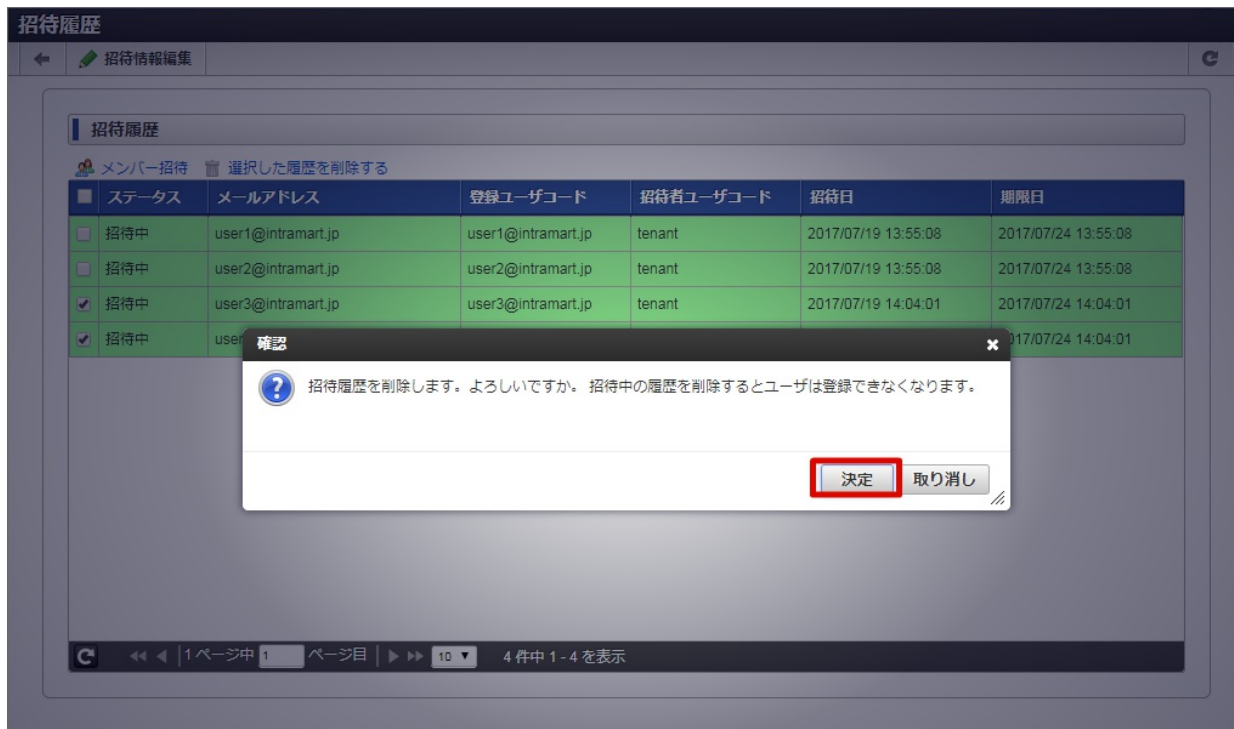 招待履歴
招待情報編集
招待履歴
メンバー招待 選択した履歴を削除する
ステータス メールアドレス 登録ユーザコード 招待者ユーザコード 招待日 期限日
招待中 user1@intramart.jp user1@intramart.jp tenant 2017/07/19 13:55:08 2017/07/24 13:55:08
招待中 user2@intramart.jp user2@intramart.jp tenant 2017/07/19 13:55:08 2017/07/24 13:55:08
招待中 user3@intramart.jp user3@intramart.jp tenant 2017/07/19 14:04:01 2017/07/24 14:04:01
招待中 user 17/07/24 14:04:01
確認
招待履歴を削除します。よろしいですか。 招待中の履歴を削除するとユーザは登録できなくなります。
決定 取り消し
1 ページ中 1 ページ目 10 4 件中 1 - 4 を表示